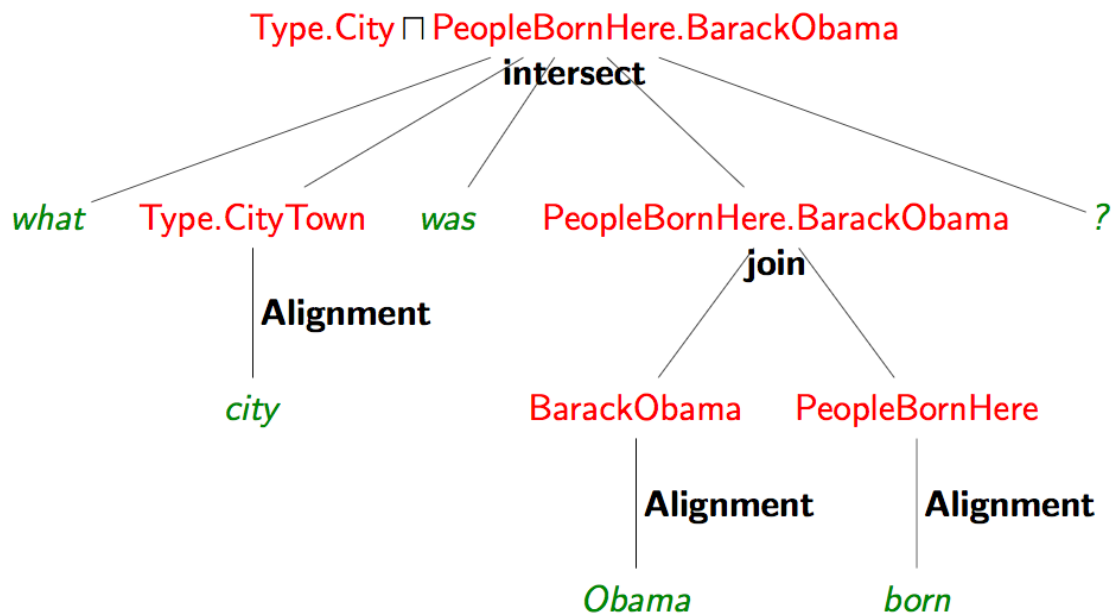 Type.City ⊓ PeopleBornHere.BarackObama
intersect
what Type.CityTown was PeopleBornHere.BarackObama ?
join
Alignment
city BarackObama PeopleBornHere
Alignment Alignment
Obama born